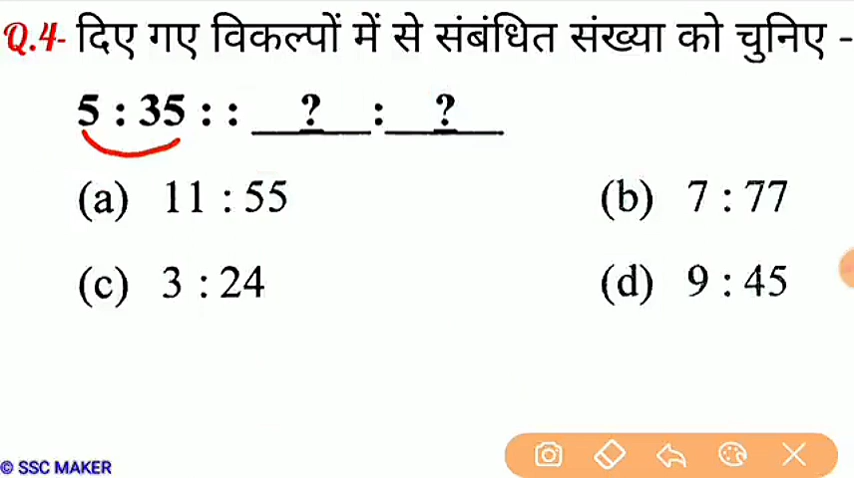 Q.4- दिए गए विकल्पों में से संबंधित संख्या को चुनिए -
5 : 35 : : ? : ?
(a) 11 : 55 (b) 7 : 77
(c) 3 : 24 (d) 9 : 45
© SSC MAKER